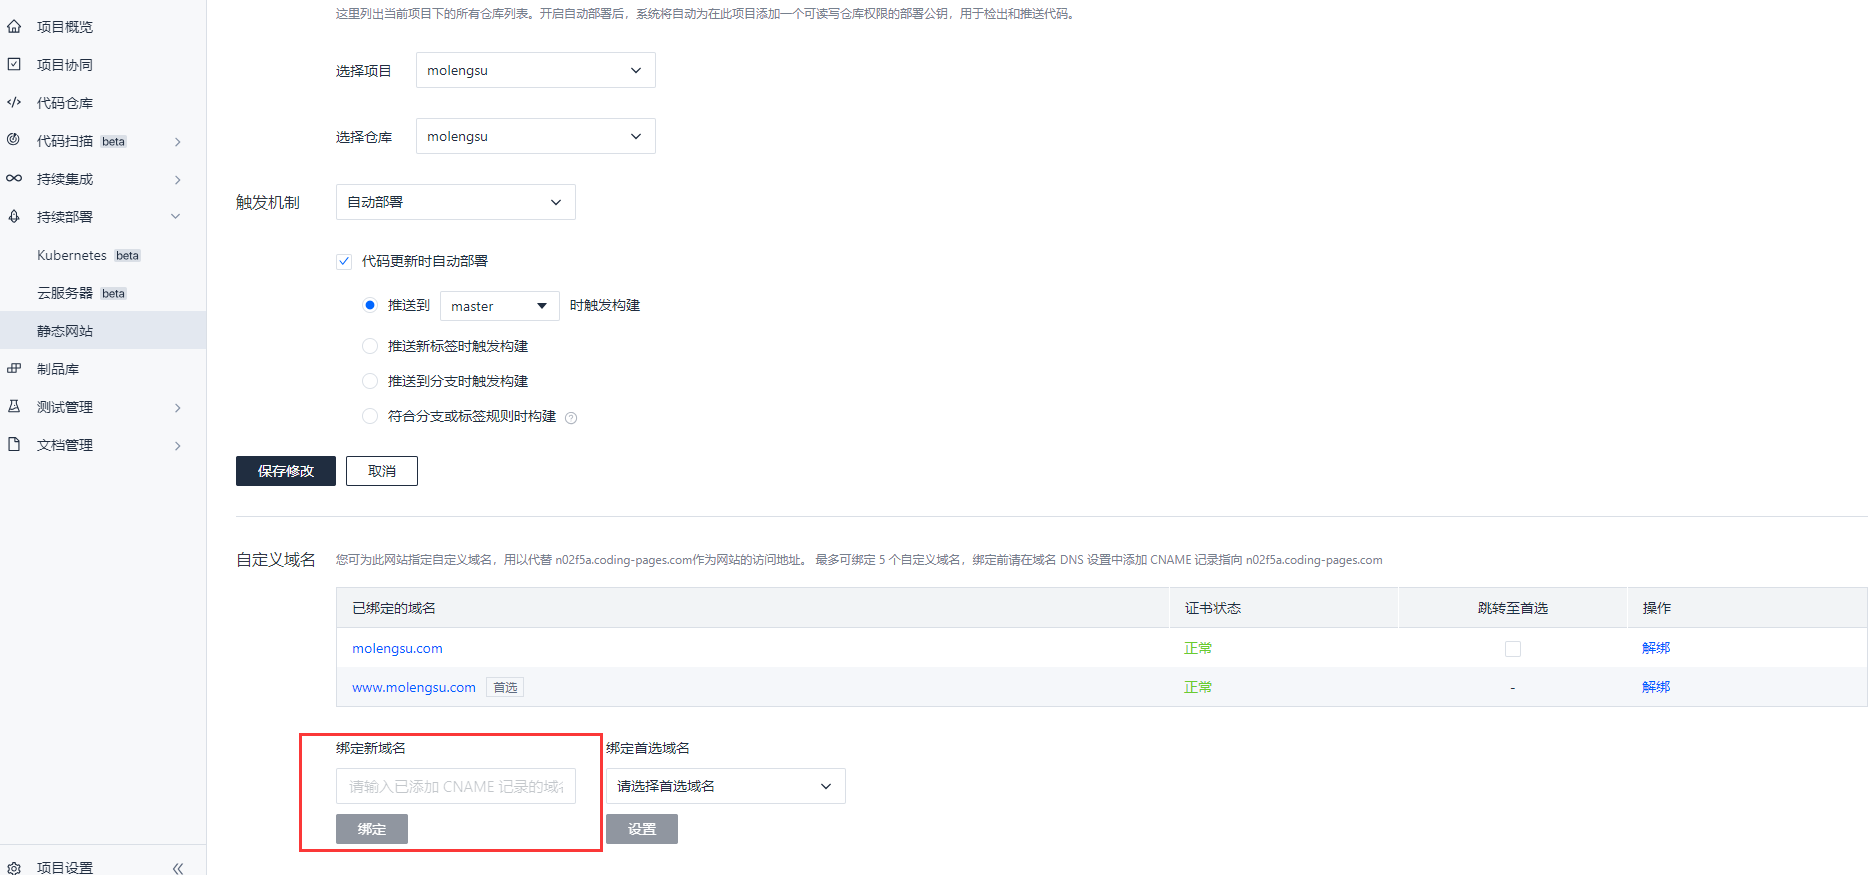 项目概览
项目协同
代码仓库
代码扫描 beta
持续集成
持续部署
Kubernetes beta
云服务器 beta
静态网站
制品库
测试管理
文档管理
项目设置
这里列出当前项目下的所有仓库列表。开启自动部署后，系统将自动为在此项目添加一个可读写仓库权限的部署公钥，用于检出和推送代码。
选择项目 molengsu
选择仓库 molengsu
触发机制 自动部署
代码更新时自动部署
推送到 master 时触发构建
推送新标签时触发构建
推送到分支时触发构建
符合分支或标签规则时构建 ?
保存修改 取消
自定义域名 您可为此网站指定自定义域名，用以代替 n02f5a.coding-pages.com作为网站的访问地址。 最多可绑定 5 个自定义域名，绑定前请在域名 DNS 设置中添加 CNAME 记录指向 n02f5a.coding-pages.com
已绑定的域名 证书状态 跳转至首选 操作
molengsu.com 正常 解绑
www.molengsu.com 首选 正常 - 解绑
绑定新域名 绑定首选域名
请输入已添加 CNAME 记录的域 请选择首选域名
绑定 设置